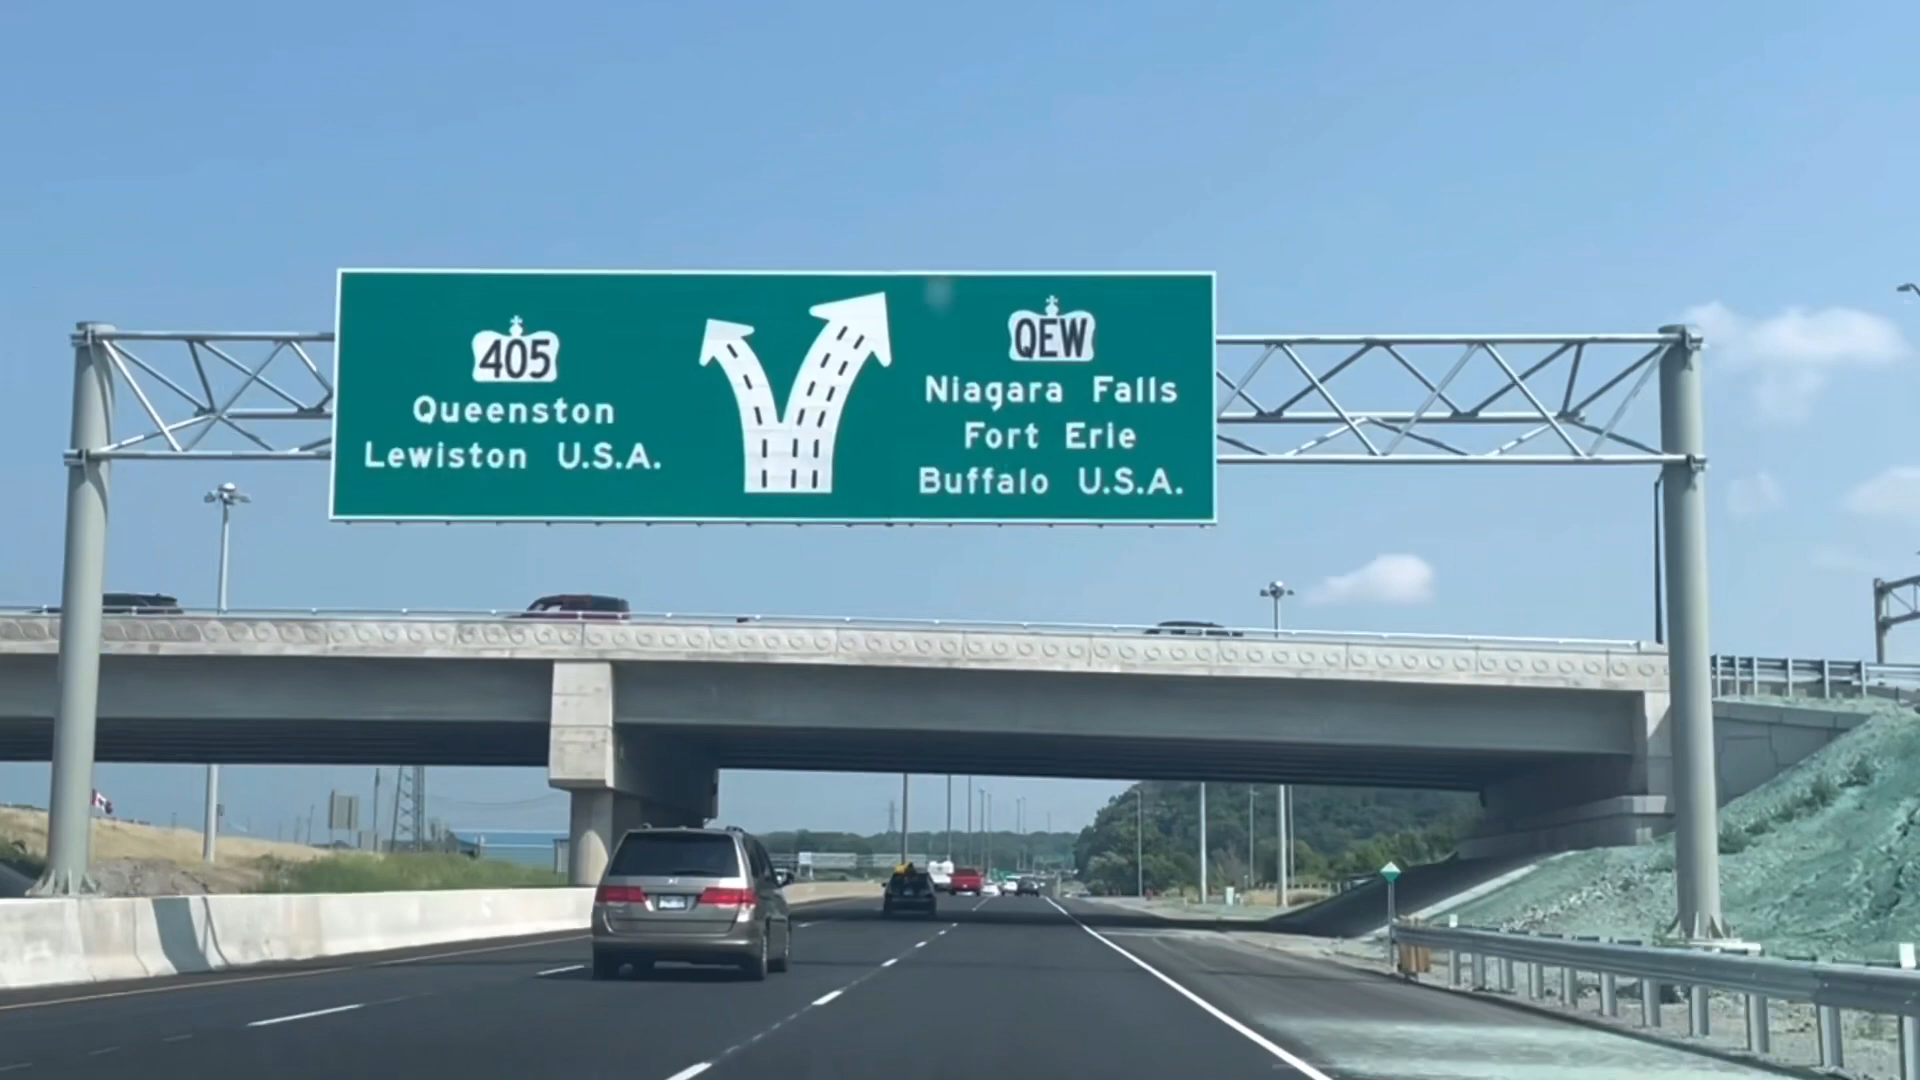 405
Queenston
Lewiston U.S.A.
QEW
Niagara Falls
Fort Erie
Buffalo U.S.A.